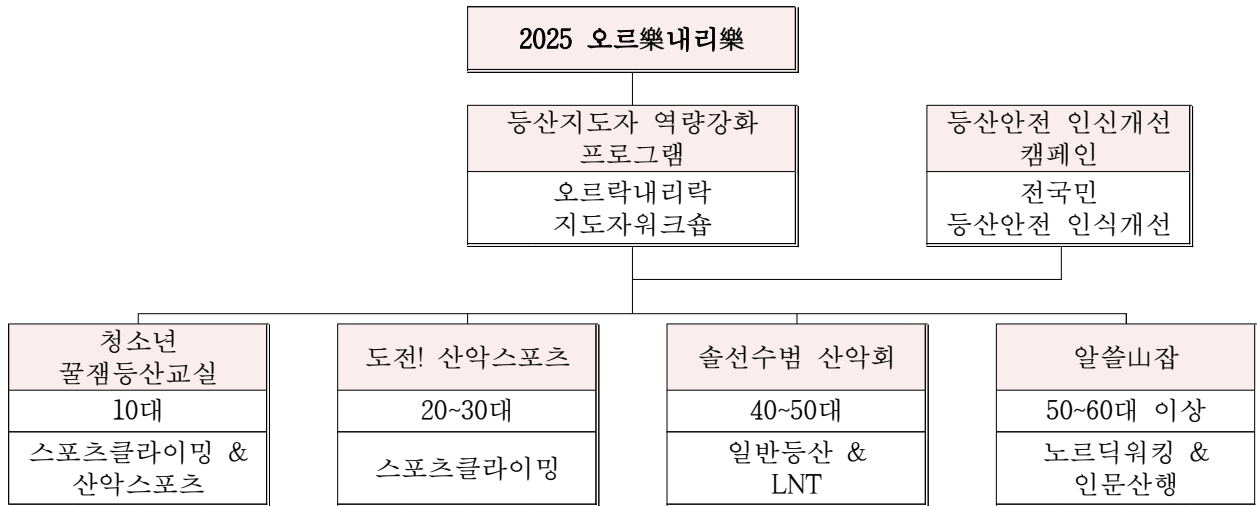 2025 오르樂내리樂
등산지도자 역량강화
프로그램
오르락내리락
지도자워크숍
등산안전 인신개선
캠페인
전국민
등산안전 인식개선
청소년
꿀잼등산교실
10대
스포츠클라이밍 &
산악스포츠
도전! 산악스포츠
20~30대
스포츠클라이밍
솔선수범 산악회
40~50대
일반등산 &
LNT
알쓸山잡
50~60대 이상
노르딕워킹 &
인문산행